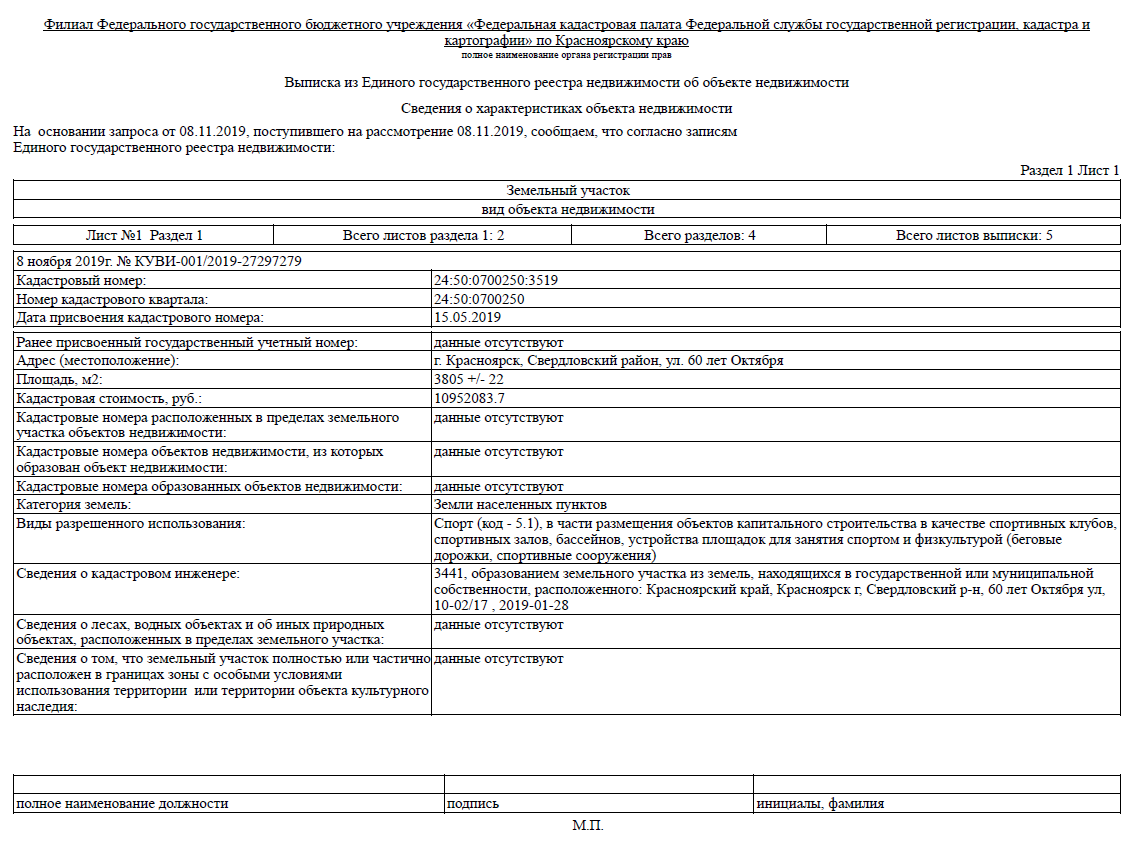 Филиал Федерального государственного бюджетного учреждения «Федеральная кадастровая палата Федеральной службы государственной регистрации, кадастра и
картографии» по Красноярскому краю
полное наименование органа регистрации прав
Выписка из Единого государственного реестра недвижимости об объекте недвижимости
Сведения о характеристиках объекта недвижимости
На основании запроса от 08.11.2019, поступившего на рассмотрение 08.11.2019, сообщаем, что согласно записям
Единого государственного реестра недвижимости:
Раздел 1 Лист 1
Земельный участок
вид объекта недвижимости
Лист №1 Раздел 1 Всего листов раздела 1: 2 Всего разделов: 4 Всего листов выписки: 5
8 ноября 2019г. № КУВИ-001/2019-27297279
Кадастровый номер: 24:50:0700250:3519
Номер кадастрового квартала: 24:50:0700250
Дата присвоения кадастрового номера: 15.05.2019
Ранее присвоенный государственный учетный номер: данные отсутствуют
Адрес (местоположение): г. Красноярск, Свердловский район, ул. 60 лет Октября
Площадь, м2: 3805 +/- 22
Кадастровая стоимость, руб.: 10952083.7
Кадастровые номера расположенных в пределах земельного данные отсутствуют
участка объектов недвижимости:
Кадастровые номера объектов недвижимости, из которых данные отсутствуют
образован объект недвижимости:
Кадастровые номера образованных объектов недвижимости: данные отсутствуют
Категория земель: Земли населенных пунктов
Виды разрешенного использования: Спорт (код - 5.1), в части размещения объектов капитального строительства в качестве спортивных клубов,
спортивных залов, бассейнов, устройства площадок для занятия спортом и физкультурой (беговые
дорожки, спортивные сооружения)
Сведения о кадастровом инженере: 3441, образованием земельного участка из земель, находящихся в государственной или муниципальной
собственности, расположенного: Красноярский край, Красноярск г, Свердловский р-н, 60 лет Октября ул,
10-02/17 , 2019-01-28
Сведения о лесах, водных объектах и об иных природных данные отсутствуют
объектах, расположенных в пределах земельного участка:
Сведения о том, что земельный участок полностью или частично данные отсутствуют
расположен в границах зоны с особыми условиями
использования территории или территории объекта культурного
наследия:
полное наименование должности подпись инициалы, фамилия
М.П.